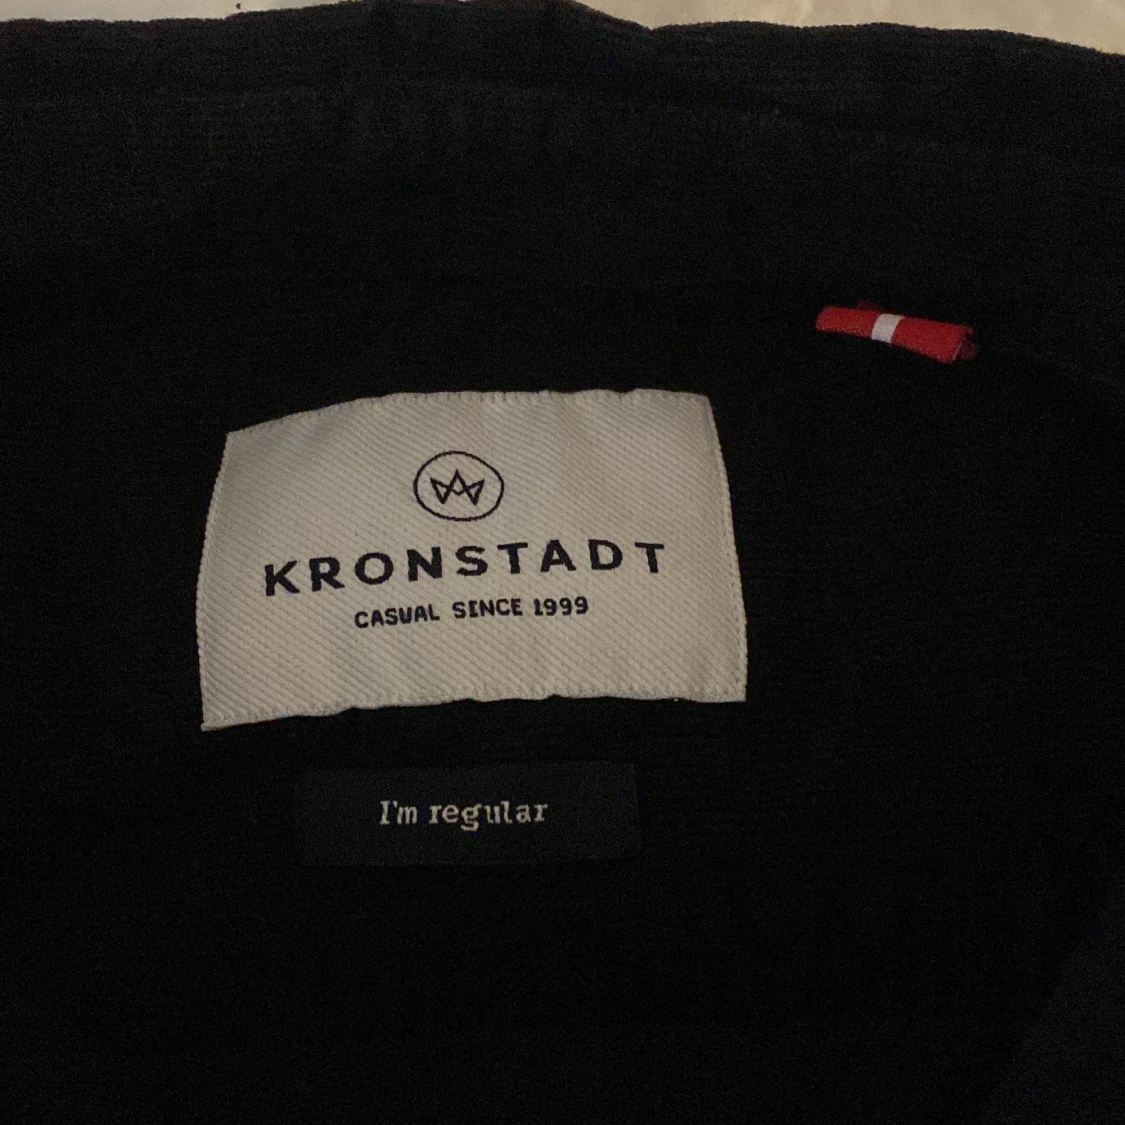 KRONSTADT
CASUAL SINCE 1999
I'm regular